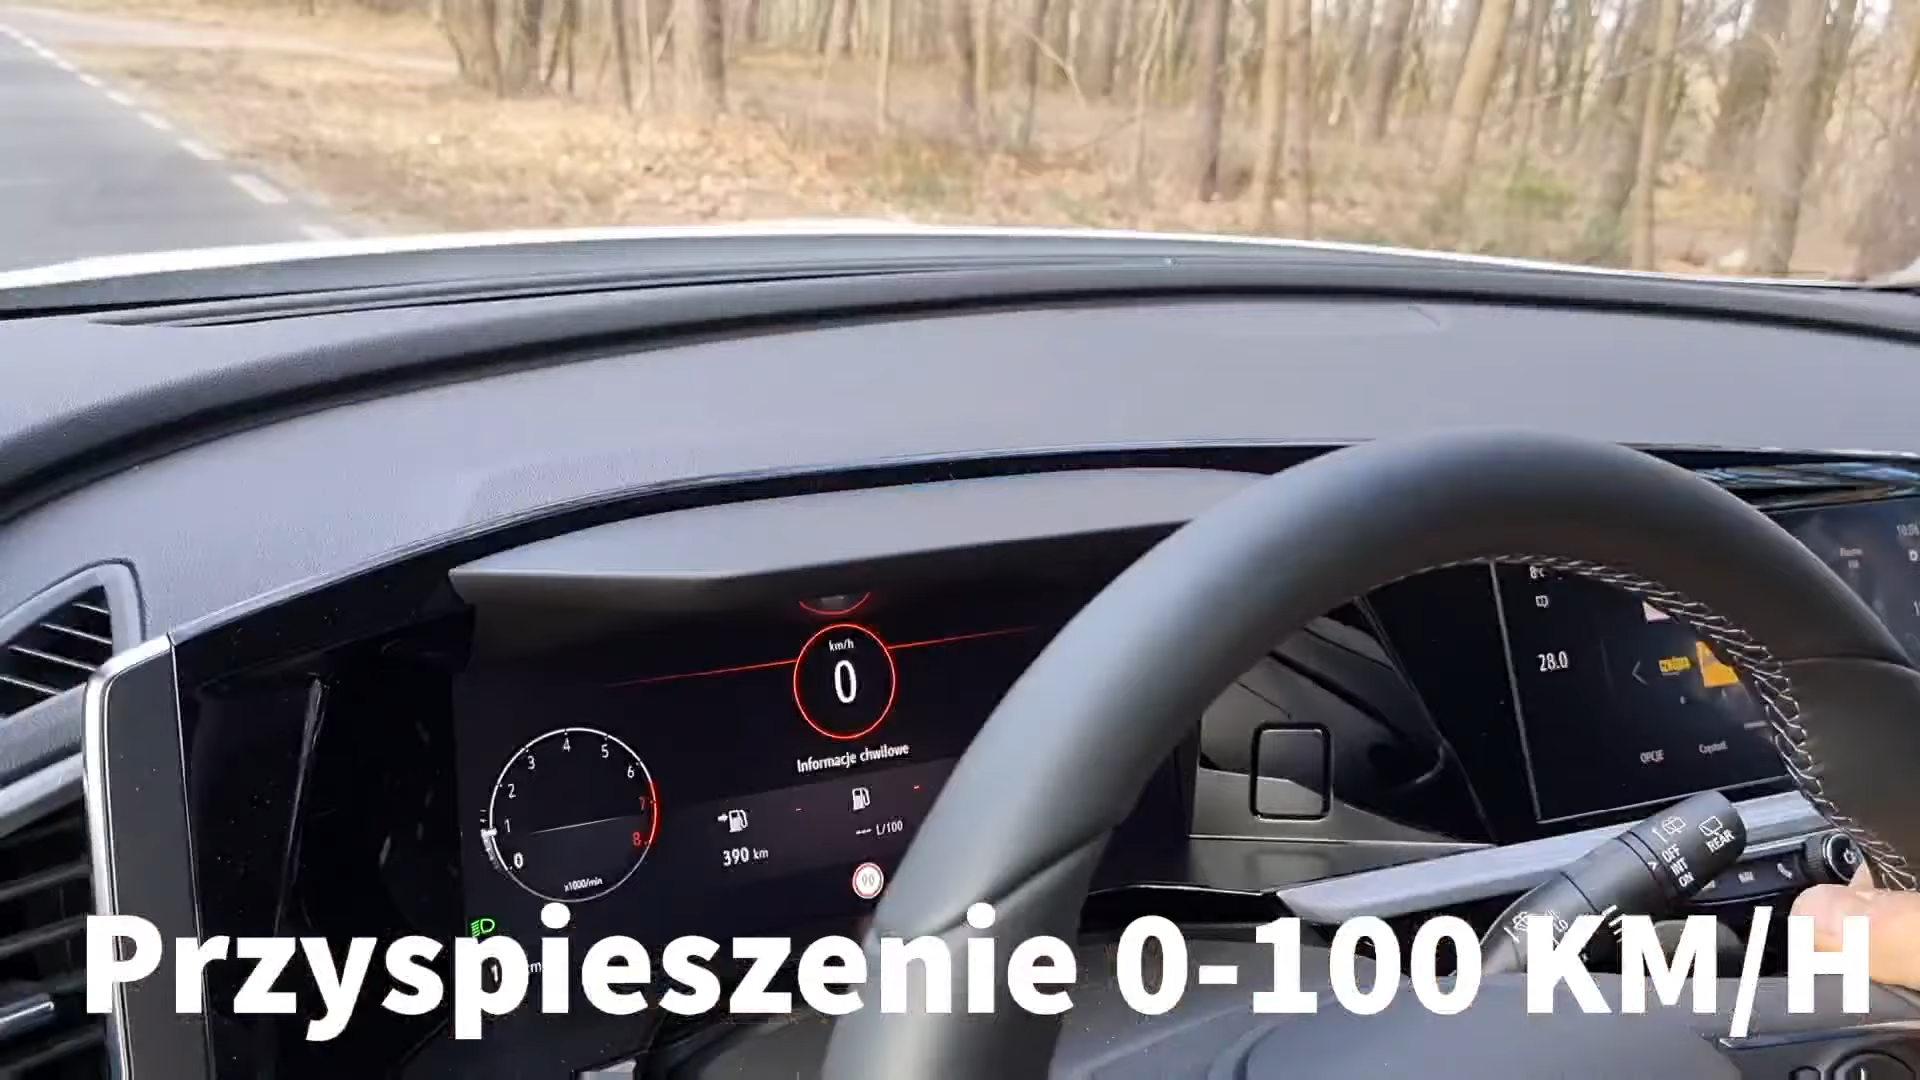 km/h
0
Informacje chwilowe
4
3
5
2
6
1
7
0
8
x1000/min
390 km
--- L/100
90
8°C
28.0
OPCJE
OFF
INT
ON
REAR
Przyspieszenie 0-100 KM/H